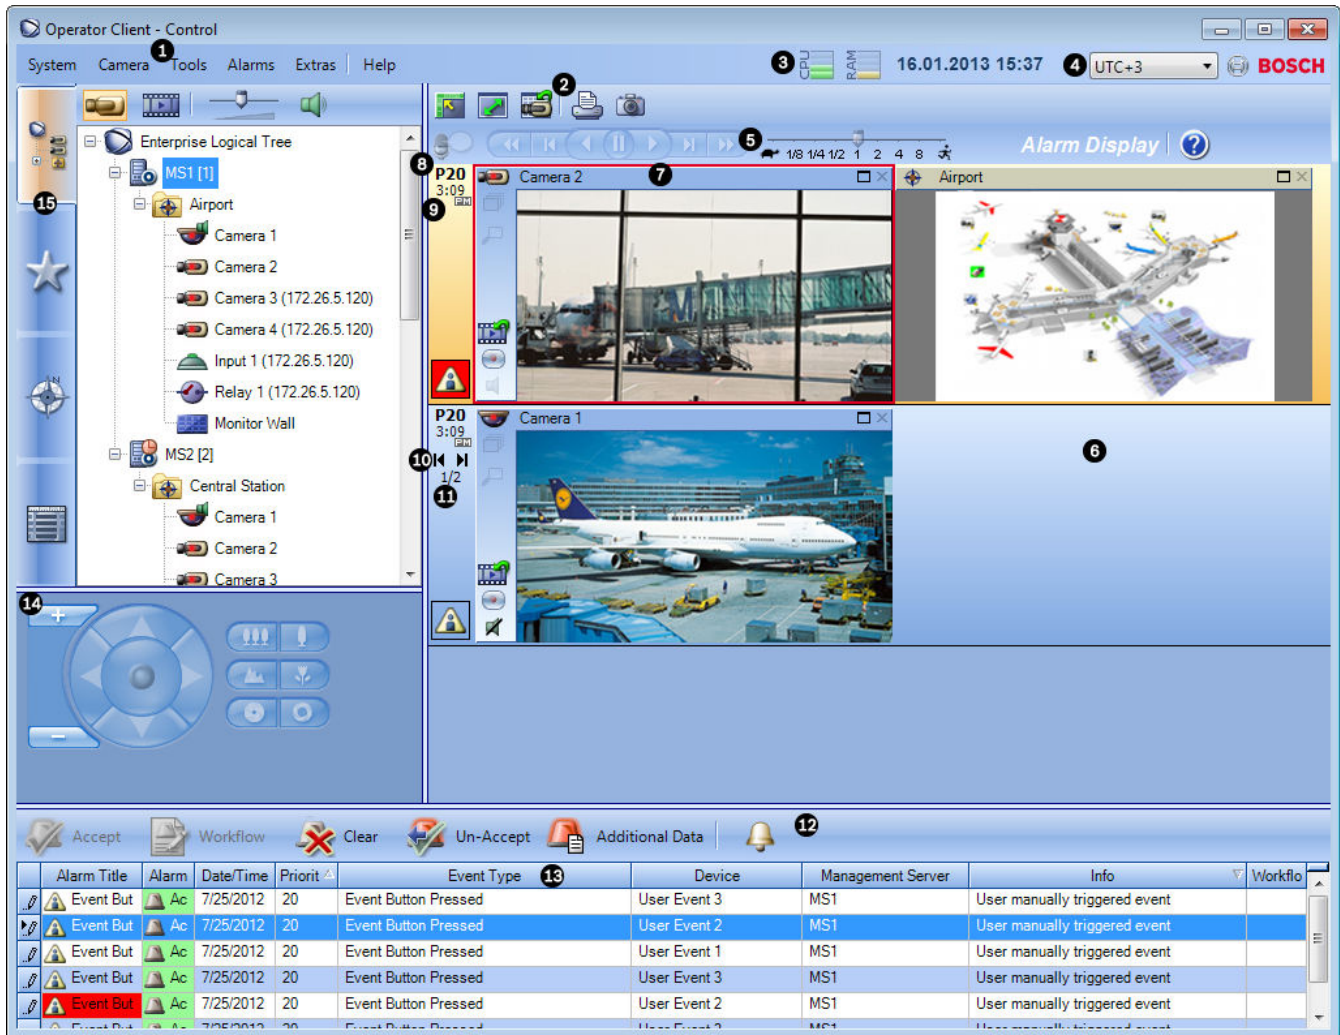 Operator Client - Control
1
System Camera Tools Alarms Extras Help
3 CPU RAM 16.01.2013 15:37 4 UTC+3 BOSCH
2
5 1/8 1/4 1/2 1 2 4 8 Alarm Display ?
15
Enterprise Logical Tree
MS1 [1]
Airport
Camera 1
Camera 2
Camera 3 (172.26.5.120)
Camera 4 (172.26.5.120)
Input 1 (172.26.5.120)
Relay 1 (172.26.5.120)
Monitor Wall
MS2 [2]
Central Station
Camera 1
Camera 2
Camera 3
N
8 P20 Camera 2 7 Airport
3:09
PM
9
P20 Camera 1
3:09
PM
10
1/2
11
6
14
12
Accept Workflow Clear Un-Accept Additional Data
Alarm Title Alarm Date/Time Priorit Event Type 13 Device Management Server Info Workflo
Event But Ac 7/25/2012 20 Event Button Pressed User Event 3 MS1 User manually triggered event
Event But Ac 7/25/2012 20 Event Button Pressed User Event 2 MS1 User manually triggered event
Event But Ac 7/25/2012 20 Event Button Pressed User Event 1 MS1 User manually triggered event
Event But Ac 7/25/2012 20 Event Button Pressed User Event 3 MS1 User manually triggered event
Event But Ac 7/25/2012 20 Event Button Pressed User Event 2 MS1 User manually triggered event